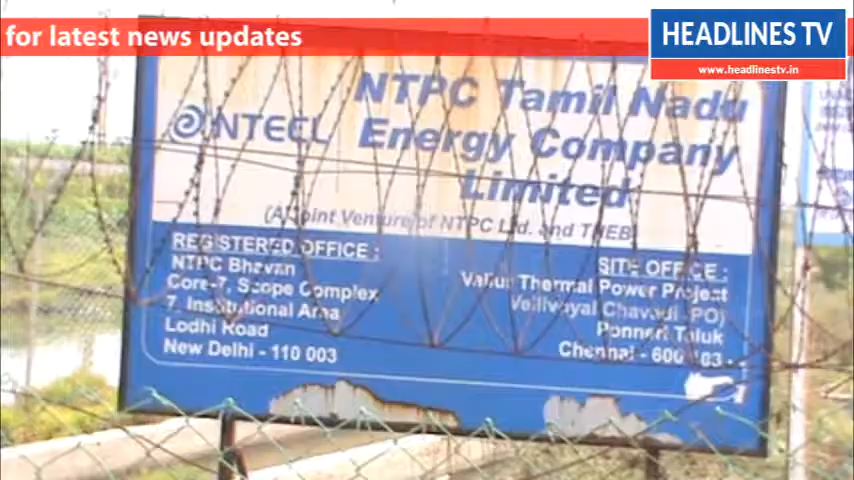 for latest news updates
HEADLINES TV
www.headlinestv.in
NTECL
NTPC Tamil Nadu
Energy Company
Limited
(A Joint Venture of NTPC Ltd. and TNEB)
REGISTERED OFFICE :
NTPC Bhavan
Core-7, Scope Complex
7, Institutional Area
Lodhi Road
New Delhi - 110 003
SITE OFFICE :
Vallur Thermal Power Project
Vellivoyal Chavadi (PO)
Ponneri Taluk
Chennai - 600 103